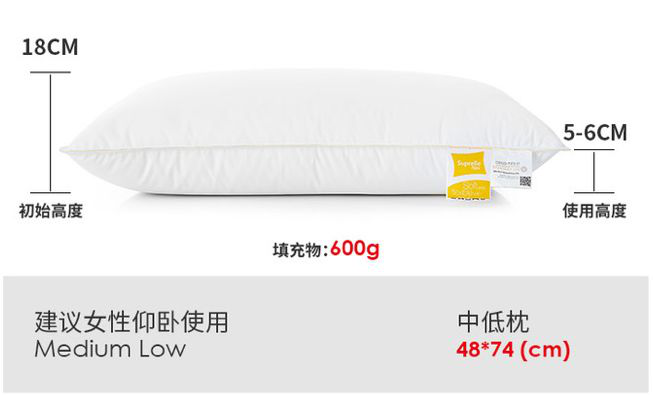 18CM
5-6CM
Suprelle
初始高度
使用高度
填充物:600g
建议女性仰卧使用
中低枕
Medium Low
48*74 (cm)